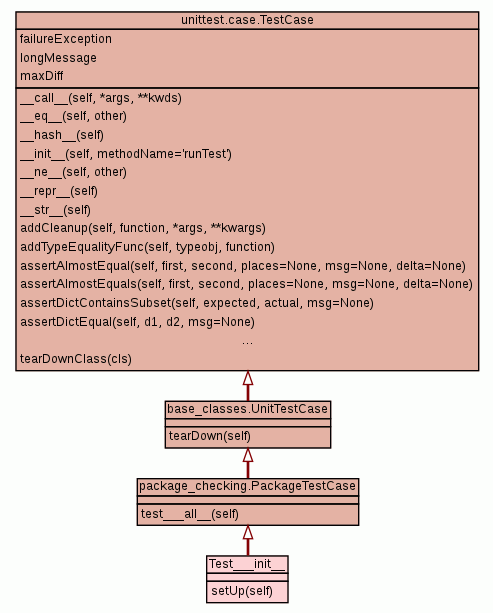 unittest.case.TestCase
failureException
longMessage
maxDiff
__call__(self, *args, **kwds)
__eq__(self, other)
__hash__(self)
__init__(self, methodName='runTest')
__ne__(self, other)
__repr__(self)
__str__(self)
addCleanup(self, function, *args, **kwargs)
addTypeEqualityFunc(self, typeobj, function)
assertAlmostEqual(self, first, second, places=None, msg=None, delta=None)
assertAlmostEquals(self, first, second, places=None, msg=None, delta=None)
assertDictContainsSubset(self, expected, actual, msg=None)
assertDictEqual(self, d1, d2, msg=None)
...
tearDownClass(cls)
base_classes.UnitTestCase
tearDown(self)
package_checking.PackageTestCase
test___all__(self)
Test___init__
setUp(self)